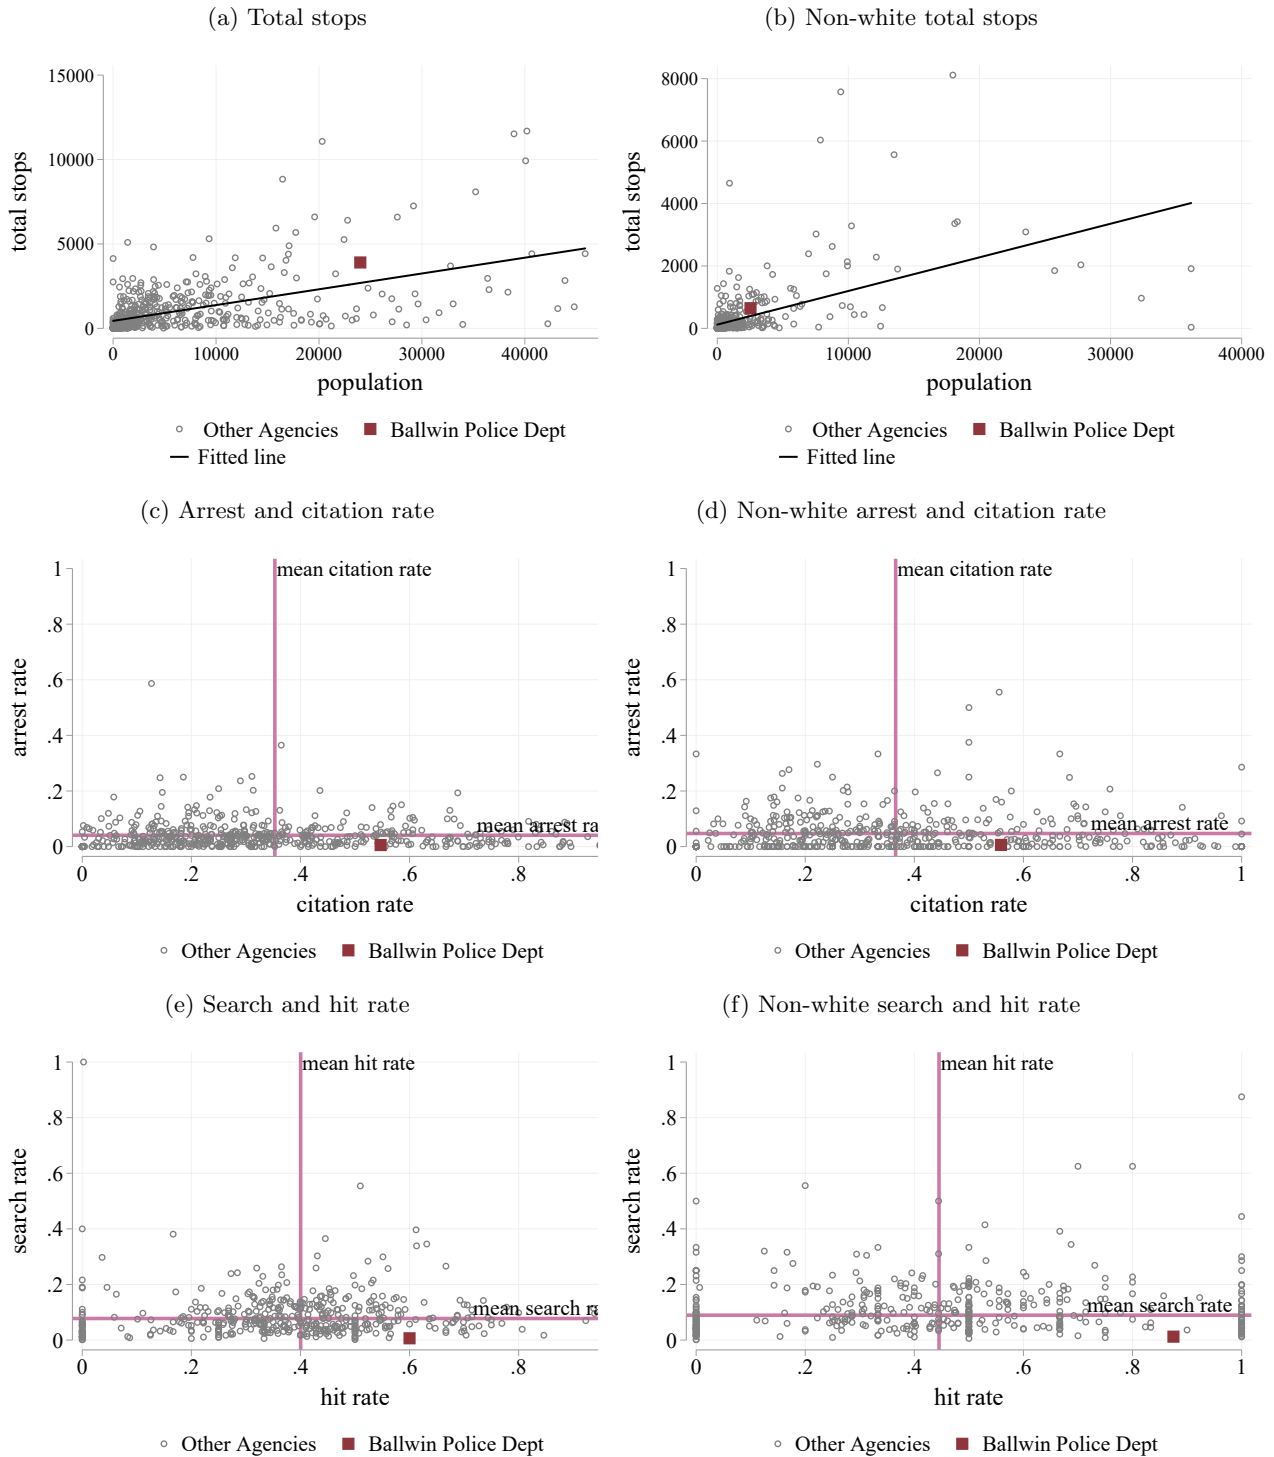 (a) Total stops
(b) Non-white total stops
total stops
15000
10000
5000
0
0 10000 20000 30000 40000
population
Other Agencies Ballwin Police Dept
Fitted line
total stops
8000
6000
4000
2000
0
0 10000 20000 30000 40000
population
Other Agencies Ballwin Police Dept
Fitted line
(c) Arrest and citation rate
(d) Non-white arrest and citation rate
arrest rate
1
.8
.6
.4
.2
0
mean citation rate
mean arrest ra
0 .2 .4 .6 .8
citation rate
Other Agencies Ballwin Police Dept
arrest rate
1
.8
.6
.4
.2
0
mean citation rate
mean arrest rate
0 .2 .4 .6 .8 1
citation rate
Other Agencies Ballwin Police Dept
(e) Search and hit rate
(f) Non-white search and hit rate
search rate
1
.8
.6
.4
.2
0
mean hit rate
mean search ra
0 .2 .4 .6 .8
hit rate
Other Agencies Ballwin Police Dept
search rate
1
.8
.6
.4
.2
0
mean hit rate
mean search rate
0 .2 .4 .6 .8 1
hit rate
Other Agencies Ballwin Police Dept